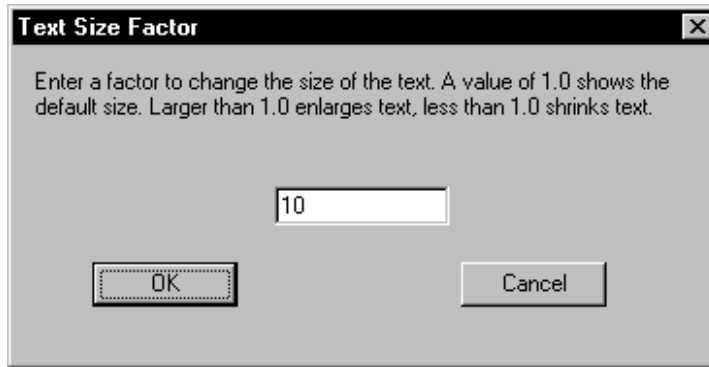 Text Size Factor
Enter a factor to change the size of the text. A value of 1.0 shows the
default size. Larger than 1.0 enlarges text, less than 1.0 shrinks text.
10
OK
Cancel